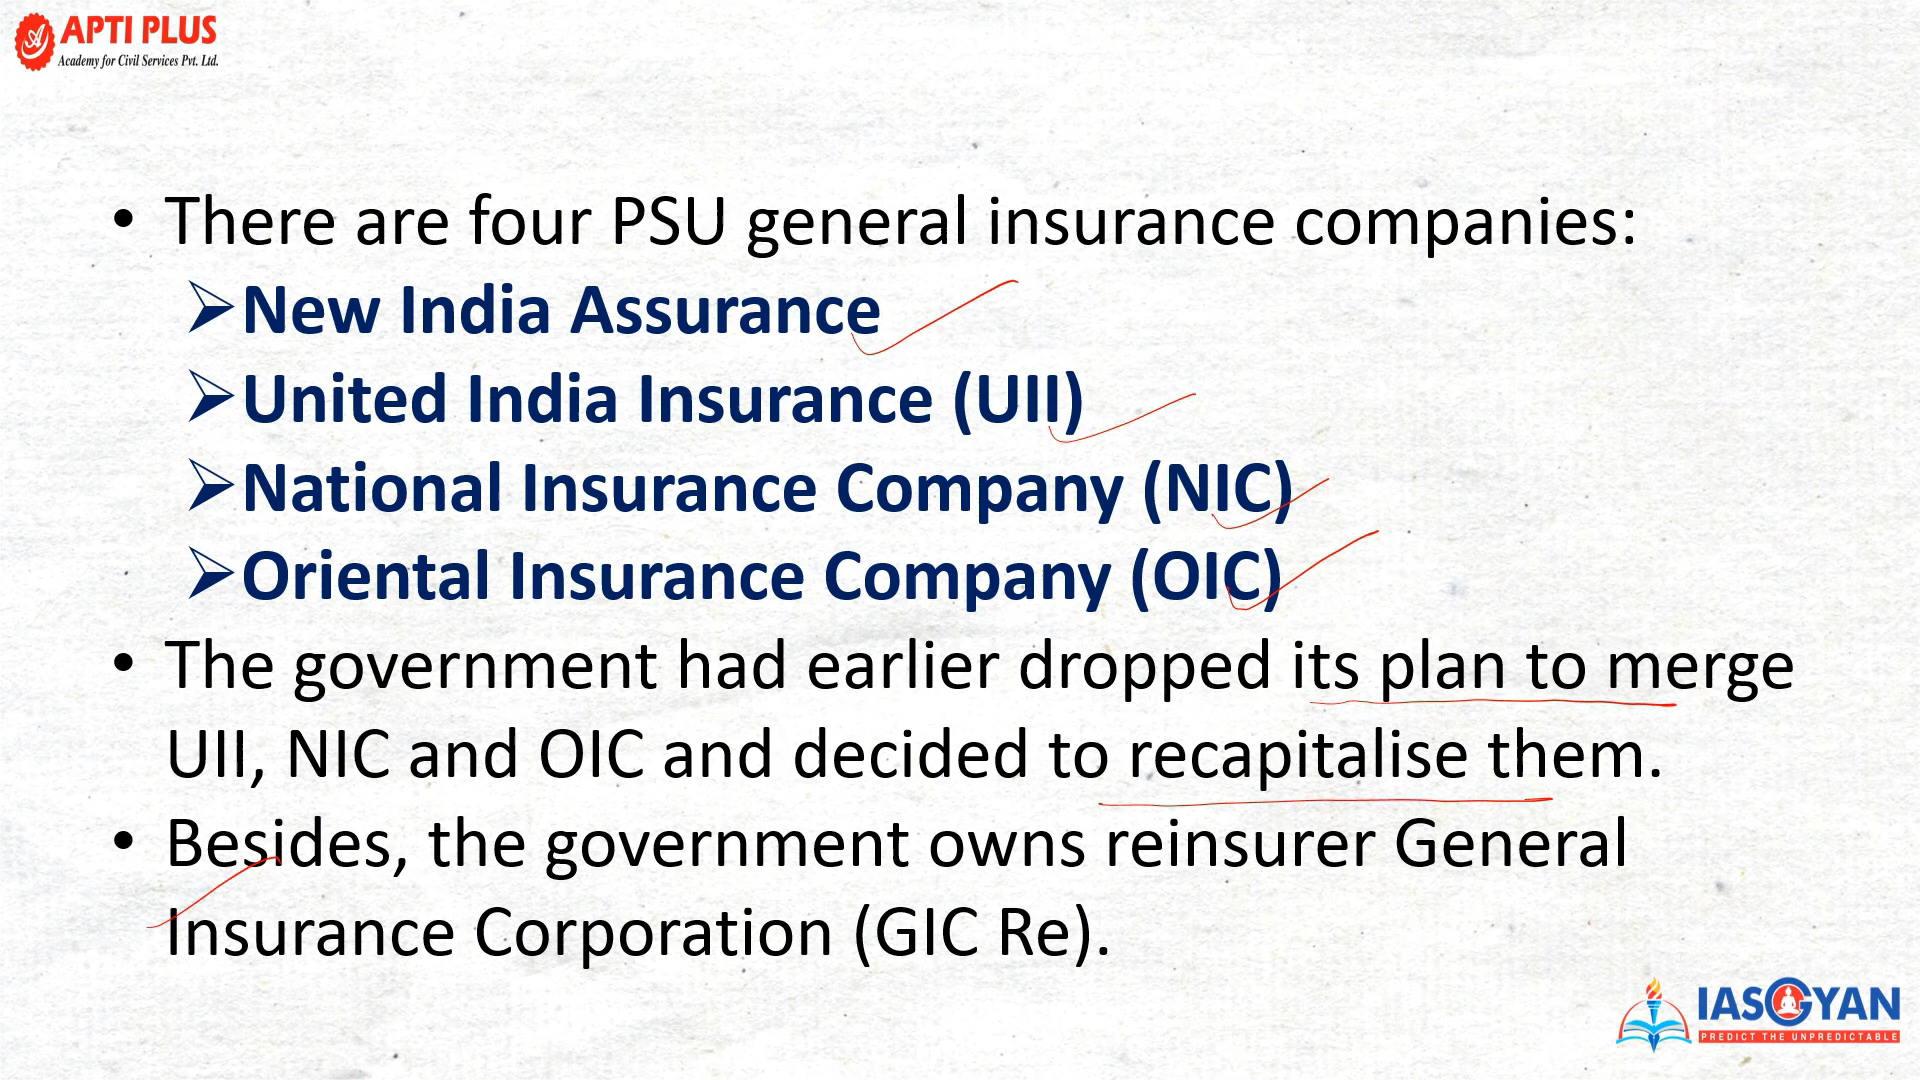 APTI PLUS
Academy for Civil Services Pvt. Ltd.
• There are four PSU general insurance companies:
➢New India Assurance
➢United India Insurance (UII)
➢National Insurance Company (NIC)
➢Oriental Insurance Company (OIC)
• The government had earlier dropped its plan to merge
UII, NIC and OIC and decided to recapitalise them.
• Besides, the government owns reinsurer General
Insurance Corporation (GIC Re).
IASGYAN
PREDICT THE UNPREDICTABLE